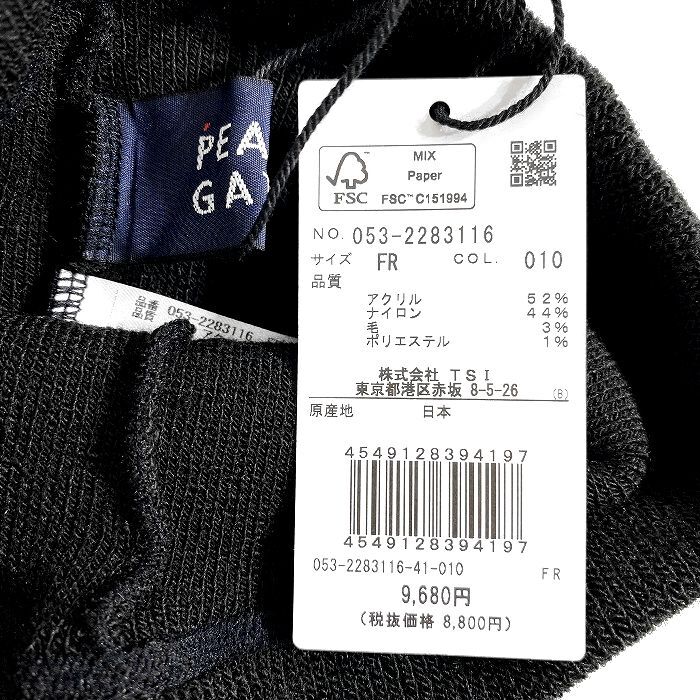 PEA
GA
MIX
Paper
FSC
FSC™ C151994
NO. 053-2283116
サイズ FR COL. 010
品質
アクリル 52%
ナイロン 44%
毛 3%
ポリエステル 1%
株式会社 TSI
東京都港区赤坂 8-5-26 (B)
原産地 日本
4549128394197
4549128394197
053-2283116-41-010 FR
9,680円
(税抜価格 8,800円)
品番 053-2283116